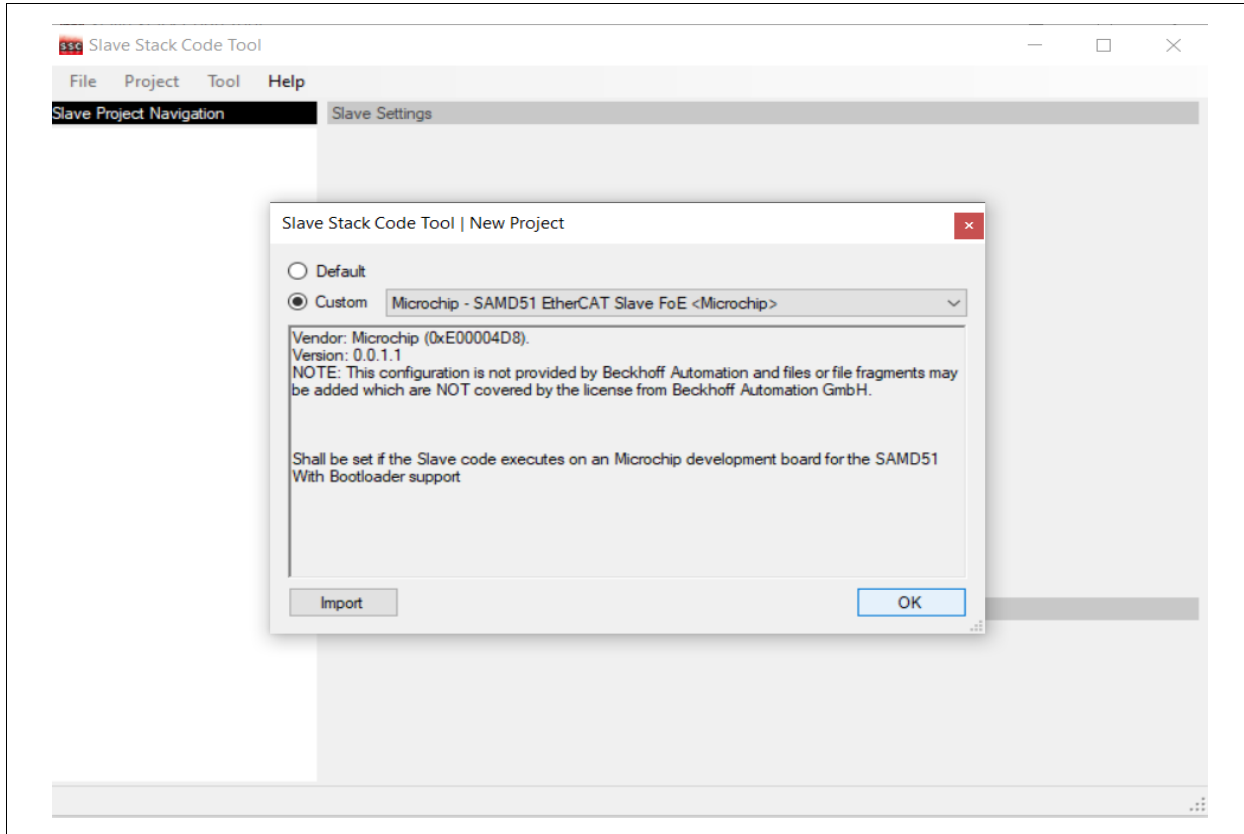 SSC Slave Stack Code Tool
File Project Tool Help
Slave Project Navigation
Slave Settings
Slave Stack Code Tool | New Project
Default
Custom Microchip - SAMD51 EtherCAT Slave FoE <Microchip>
Vendor: Microchip (0xE00004D8).
Version: 0.0.1.1
NOTE: This configuration is not provided by Beckhoff Automation and files or file fragments may
be added which are NOT covered by the license from Beckhoff Automation GmbH.
Shall be set if the Slave code executes on an Microchip development board for the SAMD51
With Bootloader support
Import
OK